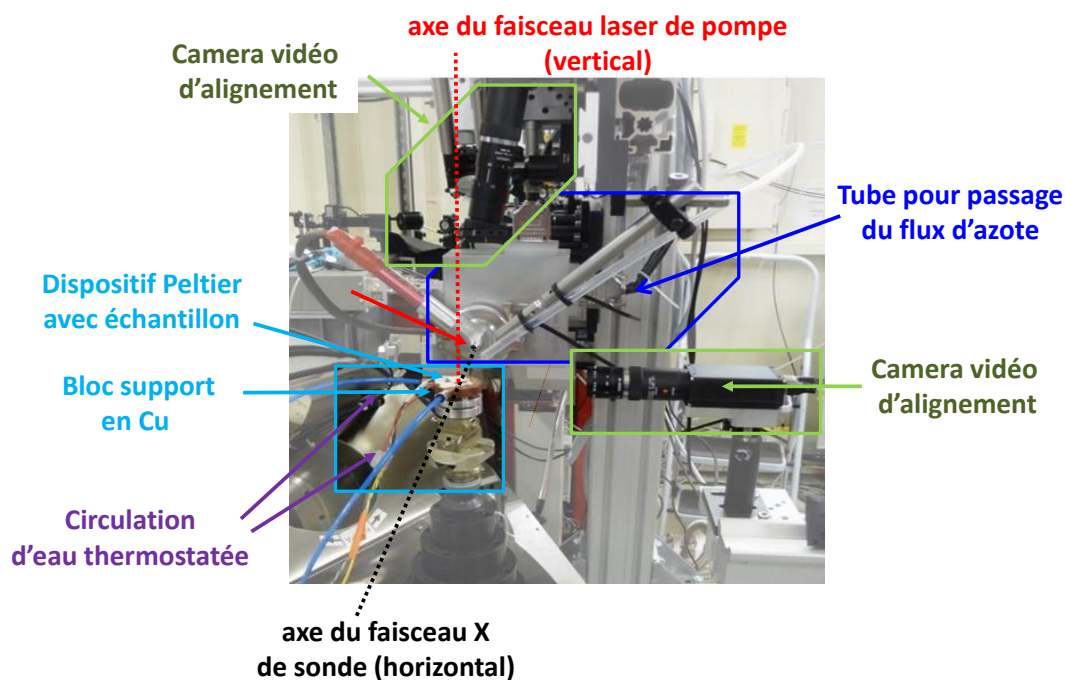 axe du faisceau laser de pompe
(vertical)
Camera vidéo
d'alignement
Tube pour passage
du flux d'azote
Dispositif Peltier
avec échantillon
Bloc support
en Cu
Camera vidéo
d'alignement
Circulation
d'eau thermostatée
axe du faisceau X
de sonde (horizontal)